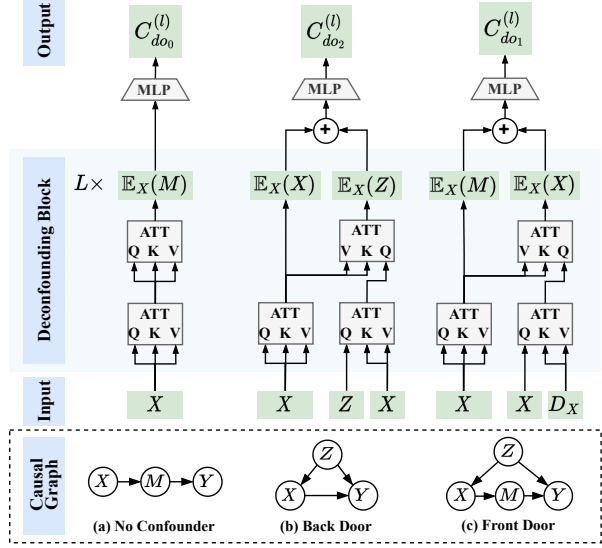 Output
C_{do_0}^{(l)} C_{do_2}^{(l)} C_{do_1}^{(l)}
MLP MLP MLP
+ +
Deconfounding Block
L× 𝔼_X(M) 𝔼_X(X) 𝔼_X(Z) 𝔼_X(M) 𝔼_X(X)
ATT ATT ATT
Q K V V K Q V K Q
ATT ATT ATT ATT ATT
Q K V Q K V Q K V Q K V Q K V
Input
X X Z X X X D_X
Causal Graph
Z Z
X M Y X Y X M Y
(a) No Confounder (b) Back Door (c) Front Door